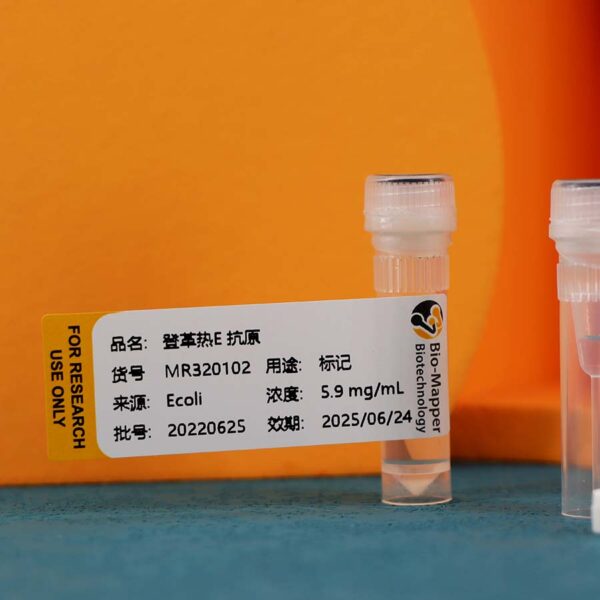 FOR RESEARCH
USE ONLY
品名: 登革热E 抗原
货号 MR320102 用途: 标记
来源: Ecoli 浓度: 5.9 mg/mL
批号: 20220625 效期: 2025/06/24
Bio-Mapper
Biotechnology